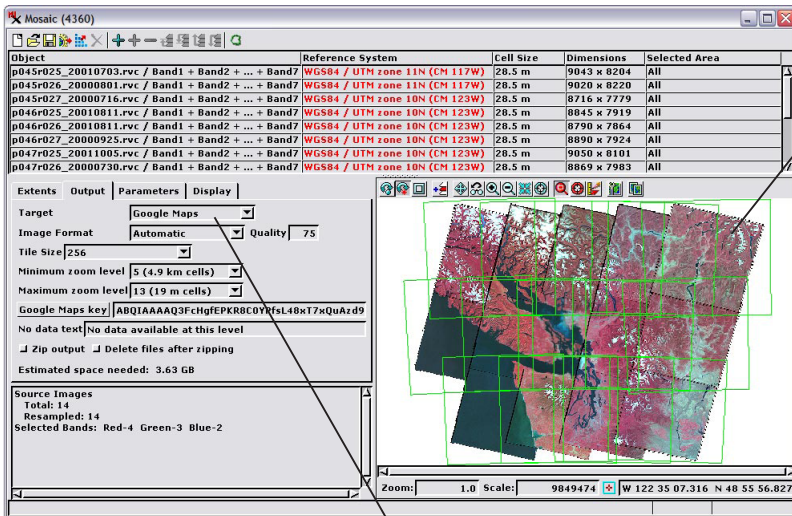 Mosaic (4360)
Object Reference System Cell Size Dimensions Selected Area
p045r025_20010703.rvc / Band1 + Band2 + ... + Band7 WGS84 / UTM zone 11N (CM 117W) 28.5 m 9043 x 8204 All
p045r026_20000801.rvc / Band1 + Band2 + ... + Band7 WGS84 / UTM zone 11N (CM 117W) 28.5 m 9020 x 8220 All
p045r027_20000716.rvc / Band1 + Band2 + ... + Band7 WGS84 / UTM zone 10N (CM 123W) 28.5 m 8716 x 7779 All
p046r025_20010811.rvc / Band1 + Band2 + ... + Band7 WGS84 / UTM zone 10N (CM 123W) 28.5 m 8845 x 7919 All
p046r026_20010811.rvc / Band1 + Band2 + ... + Band7 WGS84 / UTM zone 10N (CM 123W) 28.5 m 8790 x 7864 All
p046r027_20000925.rvc / Band1 + Band2 + ... + Band7 WGS84 / UTM zone 10N (CM 123W) 28.5 m 8890 x 7924 All
p047r025_20011005.rvc / Band1 + Band2 + ... + Band7 WGS84 / UTM zone 10N (CM 123W) 28.5 m 9050 x 8101 All
p047r026_20000730.rvc / Band1 + Band2 + ... + Band7 WGS84 / UTM zone 10N (CM 123W) 28.5 m 8869 x 7983 All
Extents Output Parameters Display
Target Google Maps
Image Format Automatic Quality 75
Tile Size 256
Minimum zoom level 5 (4.9 km cells)
Maximum zoom level 13 (19 m cells)
Google Maps key ABQIAAAAQ3FcHgfEPKR8C0YPfsL48xT7xQuAzd9
No data text No data available at this level
Zip output Delete files after zipping
Estimated space needed: 3.63 GB
Source Images
Total: 14
Resampled: 14
Selected Bands: Red-4 Green-3 Blue-2
Zoom: 1.0 Scale: 9849474 W 122 35 07.316 N 48 55 56.827